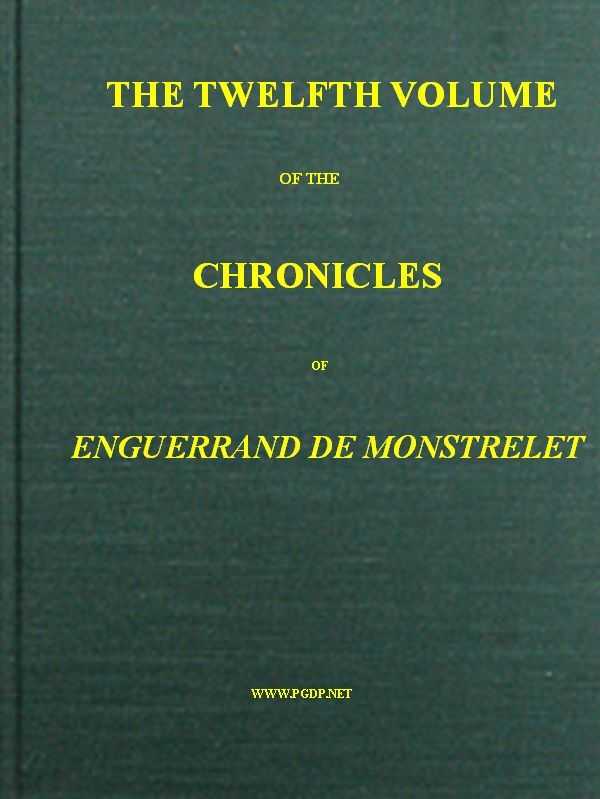 THE TWELFTH VOLUME
OF THE
CHRONICLES
OF
ENGUERRAND DE MONSTRELET
WWW.PGDP.NET